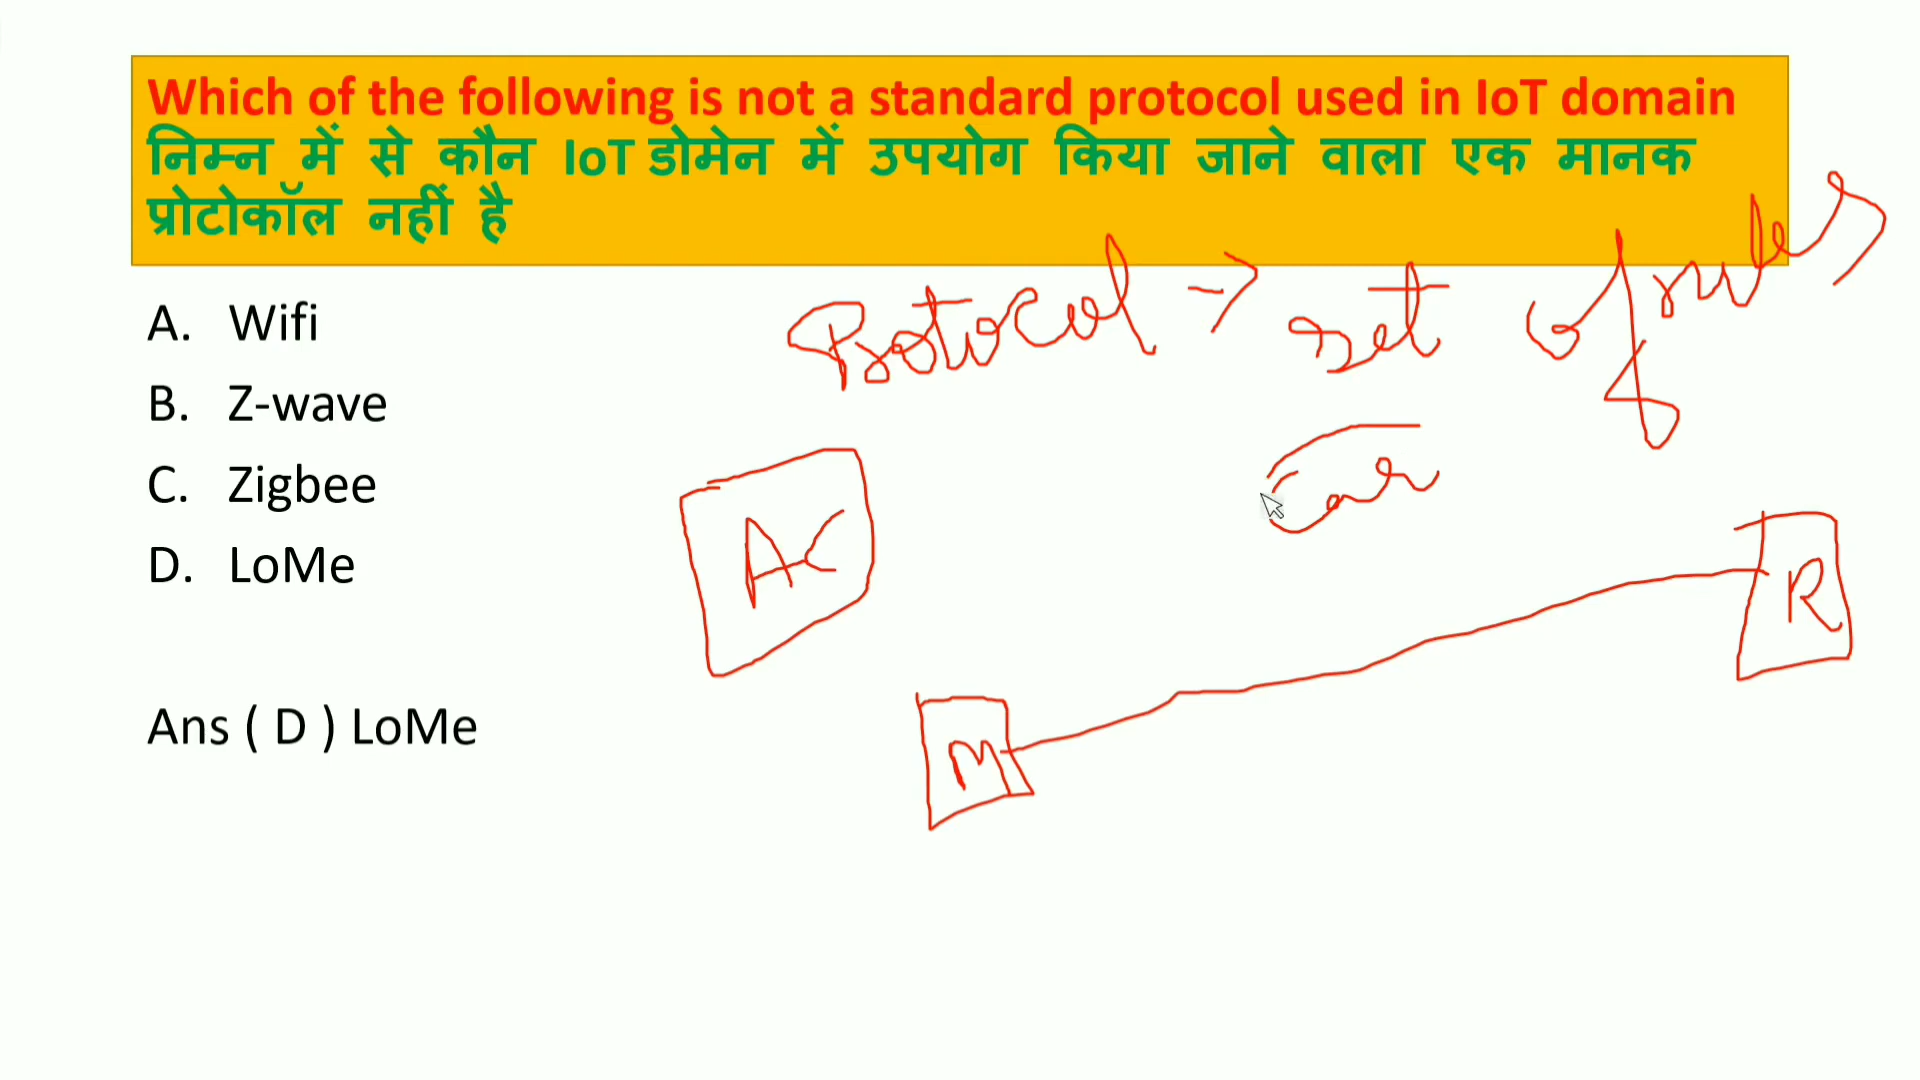 Which of the following is not a standard protocol used in IoT domain
निम्न में से कौन IoT डोमेन में उपयोग किया जाने वाला एक मानक
प्रोटोकॉल नहीं है
Protocol → set of rules
A. Wifi
B. Z-wave
Car
C. Zigbee
AC
D. LoMe
R
Ans ( D ) LoMe
M